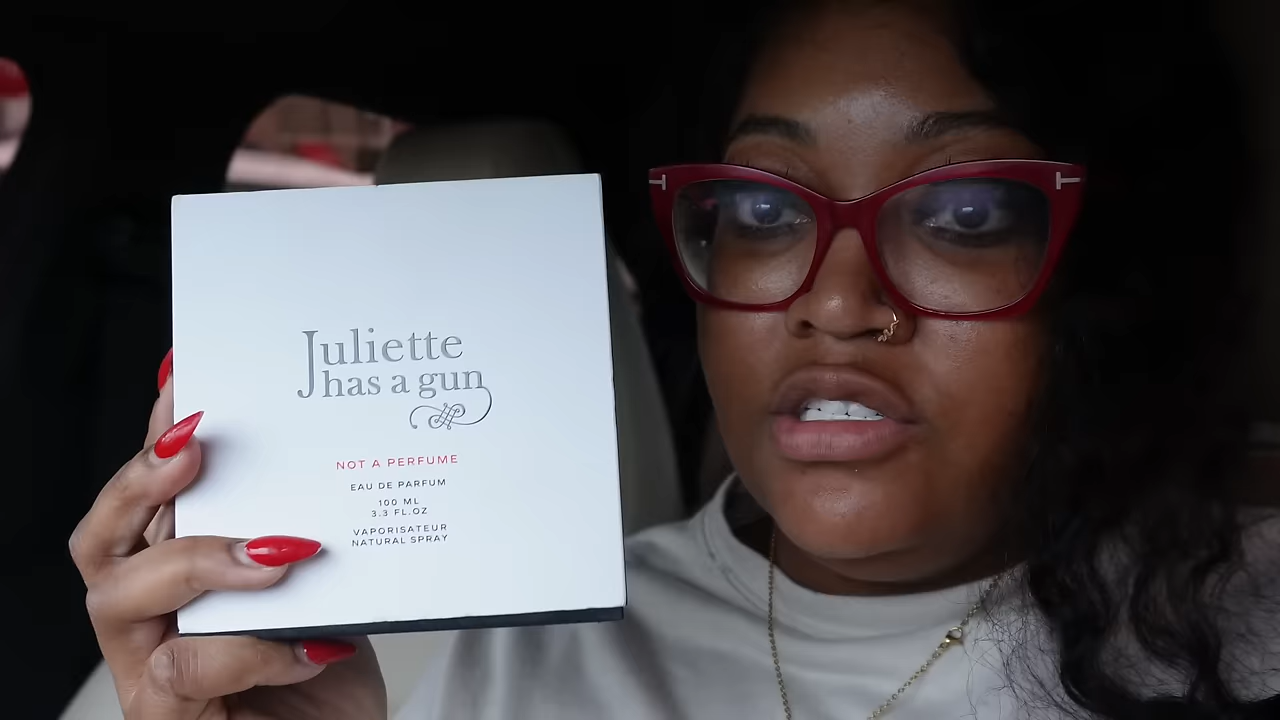 Juliette
has a gun
NOT A PERFUME
EAU DE PARFUM
100 ML
3.3 FL.OZ
VAPORISATEUR
NATURAL SPRAY